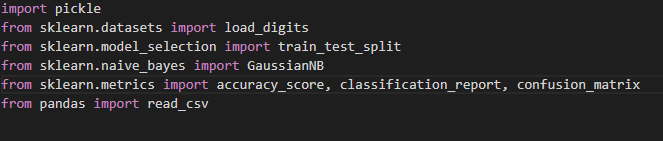 import pickle
from sklearn.datasets import load_digits
from sklearn.model_selection import train_test_split
from sklearn.naive_bayes import GaussianNB
from sklearn.metrics import accuracy_score, classification_report, confusion_matrix
from pandas import read_csv